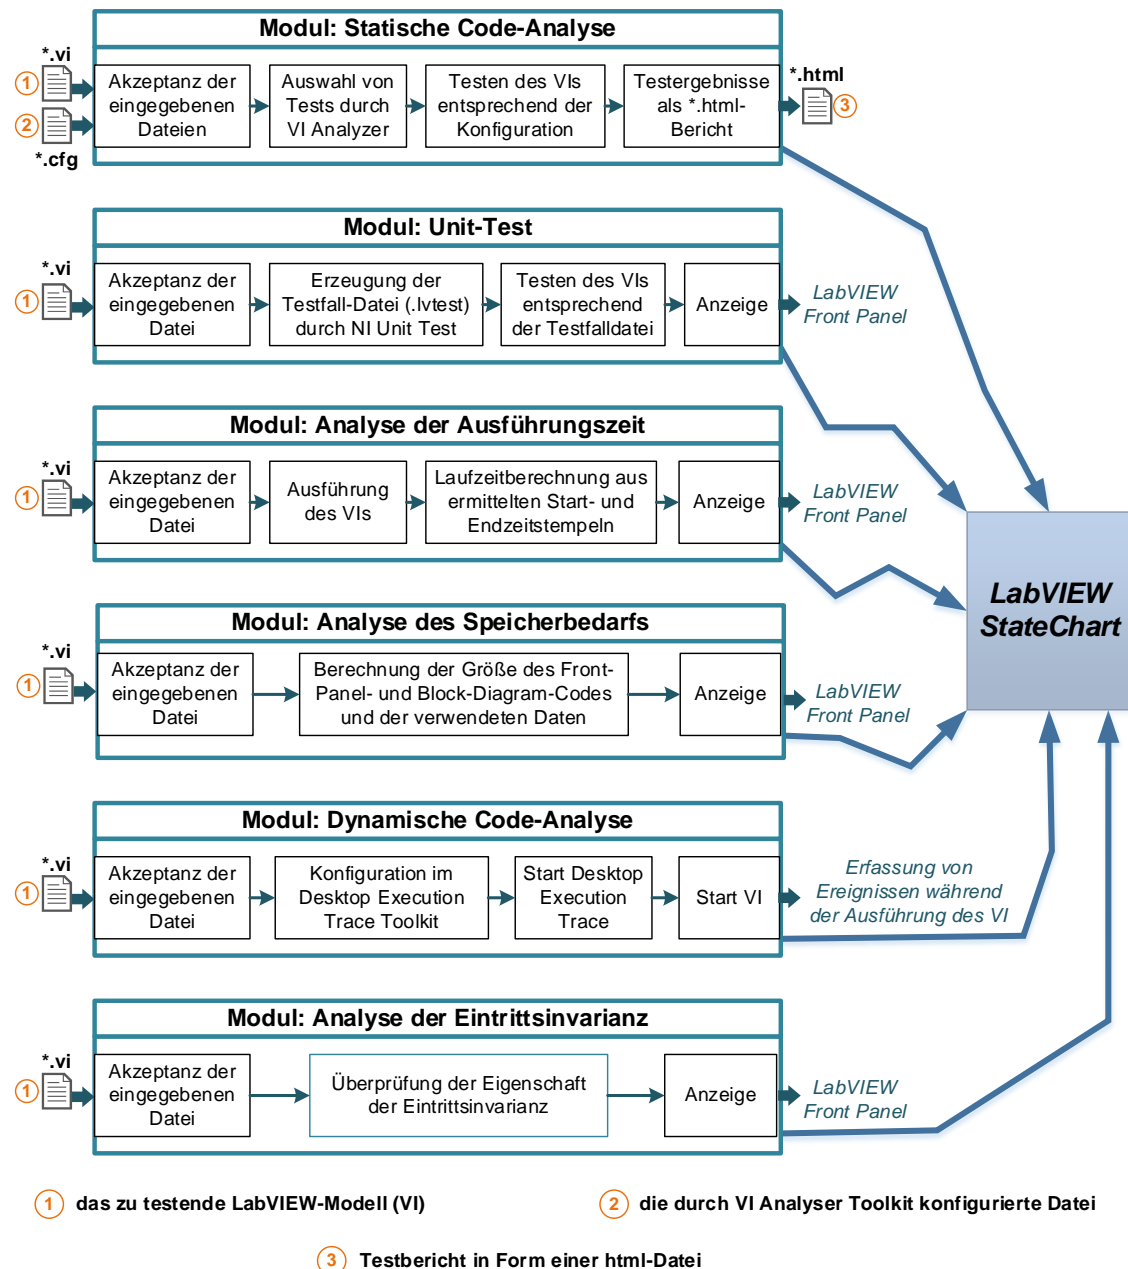 Modul: Statische Code-Analyse
*.vi
1
2
*.cfg
Akzeptanz der
eingegebenen
Dateien
Auswahl von
Tests durch
VI Analyzer
Testen des VIs
entsprechend der
Konfiguration
Testergebnisse
als *.html-
Bericht
*.html
3
Modul: Unit-Test
*.vi
1
Akzeptanz der
eingegebenen
Datei
Erzeugung der
Testfall-Datei (.lvtest)
durch NI Unit Test
Testen des VIs
entsprechend
der Testfalldatei
Anzeige
LabVIEW
Front Panel
Modul: Analyse der Ausführungszeit
*.vi
1
Akzeptanz der
eingegebenen
Datei
Ausführung
des VIs
Laufzeitberechnung aus
ermittelten Start- und
Endzeitstempeln
Anzeige
LabVIEW
Front Panel
LabVIEW
StateChart
Modul: Analyse des Speicherbedarfs
*.vi
1
Akzeptanz der
eingegebenen
Datei
Berechnung der Größe des Front-
Panel- und Block-Diagram-Codes
und der verwendeten Daten
Anzeige
LabVIEW
Front Panel
Modul: Dynamische Code-Analyse
*.vi
1
Akzeptanz der
eingegebenen
Datei
Konfiguration im
Desktop Execution
Trace Toolkit
Start Desktop
Execution
Trace
Start VI
Erfassung von
Ereignissen während
der Ausführung des VI
Modul: Analyse der Eintrittsinvarianz
*.vi
1
Akzeptanz der
eingegebenen
Datei
Überprüfung der Eigenschaft
der Eintrittsinvarianz
Anzeige
LabVIEW
Front Panel
1 das zu testende LabVIEW-Modell (VI)
2 die durch VI Analyser Toolkit konfigurierte Datei
3 Testbericht in Form einer html-Datei